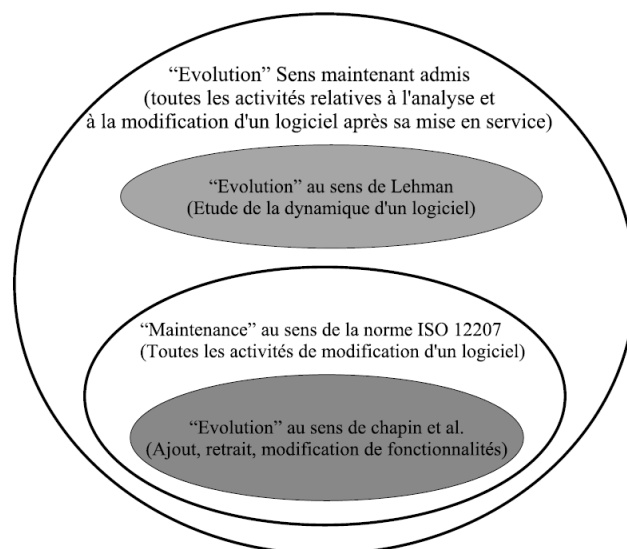 “Evolution” Sens maintenant admis
(toutes les activités relatives à l'analyse et
à la modification d'un logiciel après sa mise en service)
“Evolution” au sens de Lehman
(Etude de la dynamique d'un logiciel)
“Maintenance” au sens de la norme ISO 12207
(Toutes les activités de modification d'un logiciel)
“Evolution” au sens de chapin et al.
(Ajout, retrait, modification de fonctionnalités)